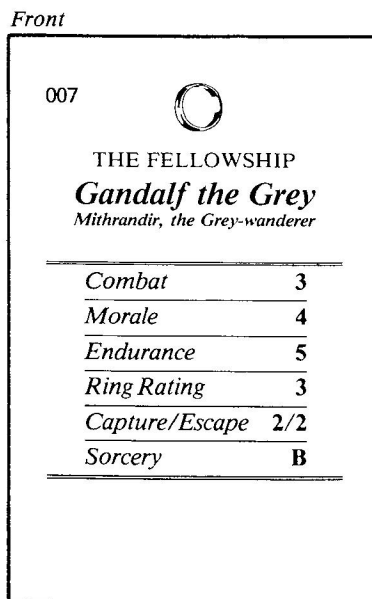 Front
007
THE FELLOWSHIP
Gandalf the Grey
Mithrandir, the Grey-wanderer
Combat 3
Morale 4
Endurance 5
Ring Rating 3
Capture/Escape 2/2
Sorcery B